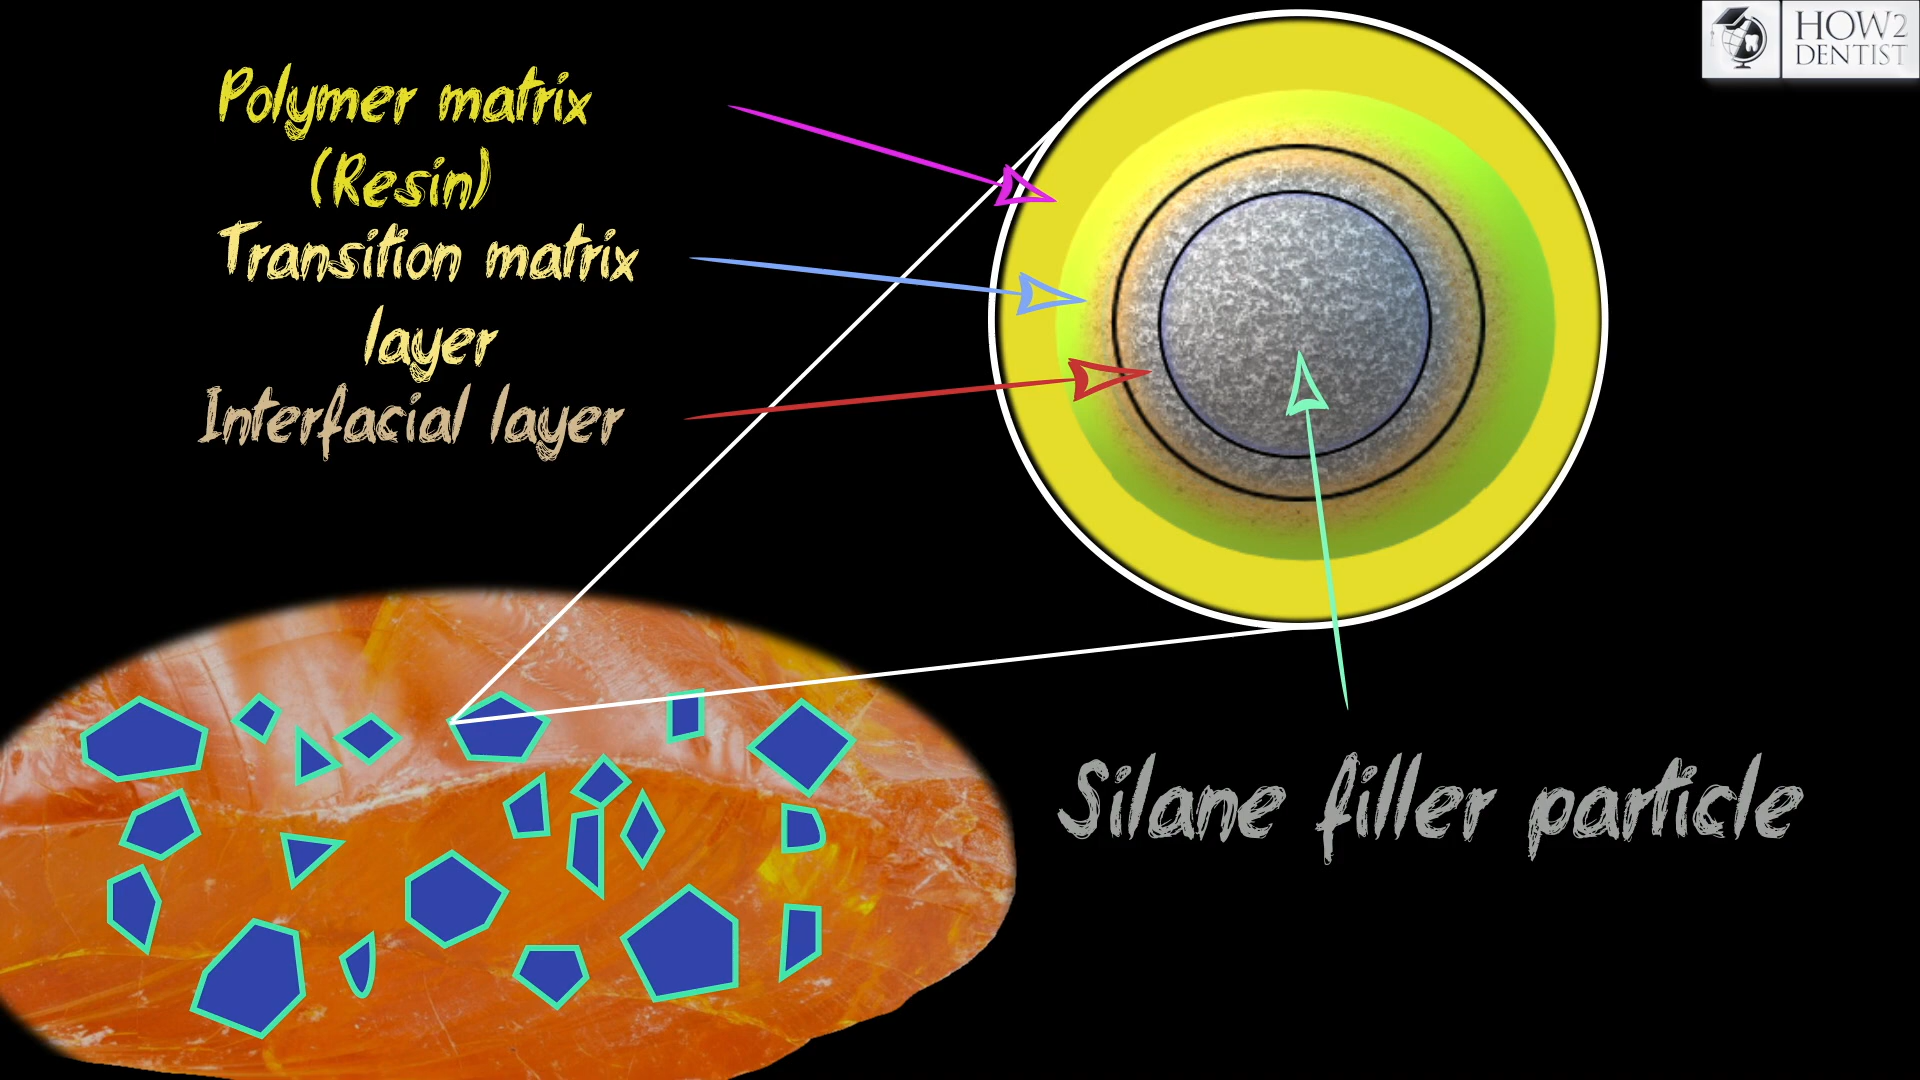 HOW2
DENTIST
Polymer matrix
(Resin)
Transition matrix
layer
Interfacial layer
Silane filler particle